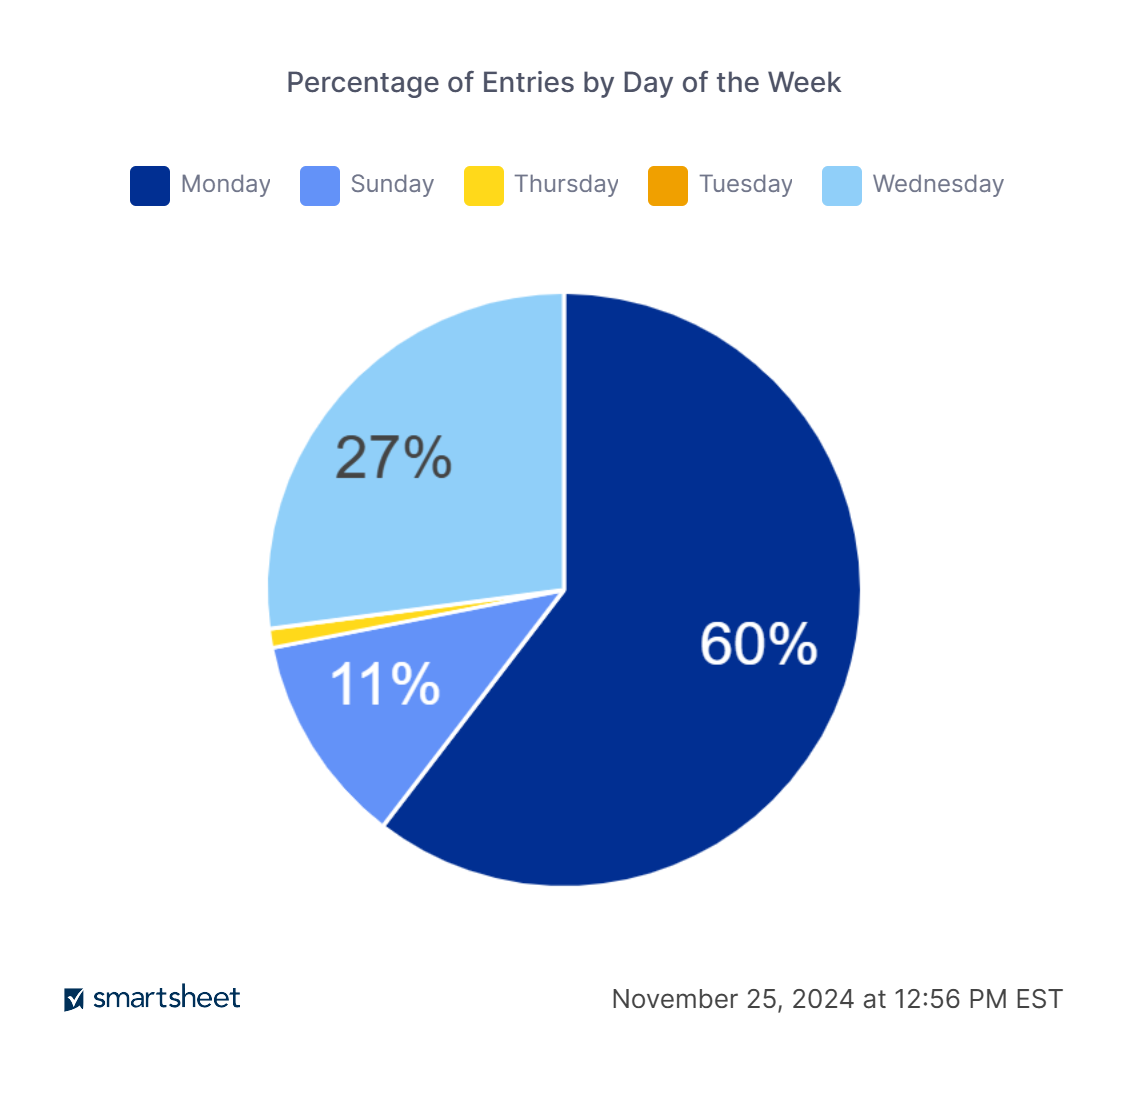 Percentage of Entries by Day of the Week
Monday Sunday Thursday Tuesday Wednesday
27%
60%
11%
smartsheet November 25, 2024 at 12:56 PM EST